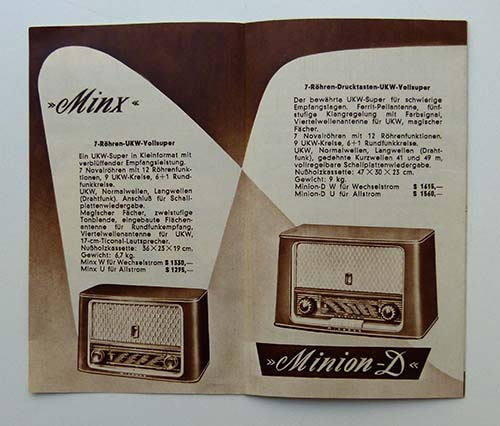 »Minx«
7-Röhren-UKW-Vollsuper
Ein UKW-Super in Kleinformat mit
verblüffender Empfangsleistung.
7 Novalröhren mit 12 Röhrenfunk-
tionen, 9 UKW-Kreise, 6+1 Rund-
funkkreise.
UKW, Normalwellen, Langwellen
(Drahtfunk). Anschluß für Schall-
plattenwiedergabe.
Magischer Fächer, zweistufige
Tonblende, eingebaute Flächen-
antenne für Rundfunkempfang,
Viertelwellenantenne für UKW,
17-cm-Ticonal-Lautsprecher.
Nußholzkassette: 36×23×19 cm.
Gewicht: 6,7 kg.
Minx W für Wechselstrom S 1330,—
Minx U für Allstrom S 1295,—
7-Röhren-Drucktasten-UKW-Vollsuper
Der bewährte UKW-Super für schwierige
Empfangslagen, Ferrit-Peilantenne, fünf-
stufige Klangregelung mit Farbsignal,
Viertelwellenantenne für UKW, magischer
Fächer.
7 Novalröhren mit 12 Röhrenfunktionen.
9 UKW-Kreise, 6+1 Rundfunkkreise.
UKW, Normalwellen, Langwellen (Draht-
funk), gedehnte Kurzwellen 41 und 49 m,
vollregelbare Schallplattenwiedergabe.
Nußholzkassette: 47×30×23 cm.
Gewicht: 9 kg.
Minion-D W für Wechselstrom S 1615,—
Minion-D U für Allstrom S 1560,—
»Minion-D«